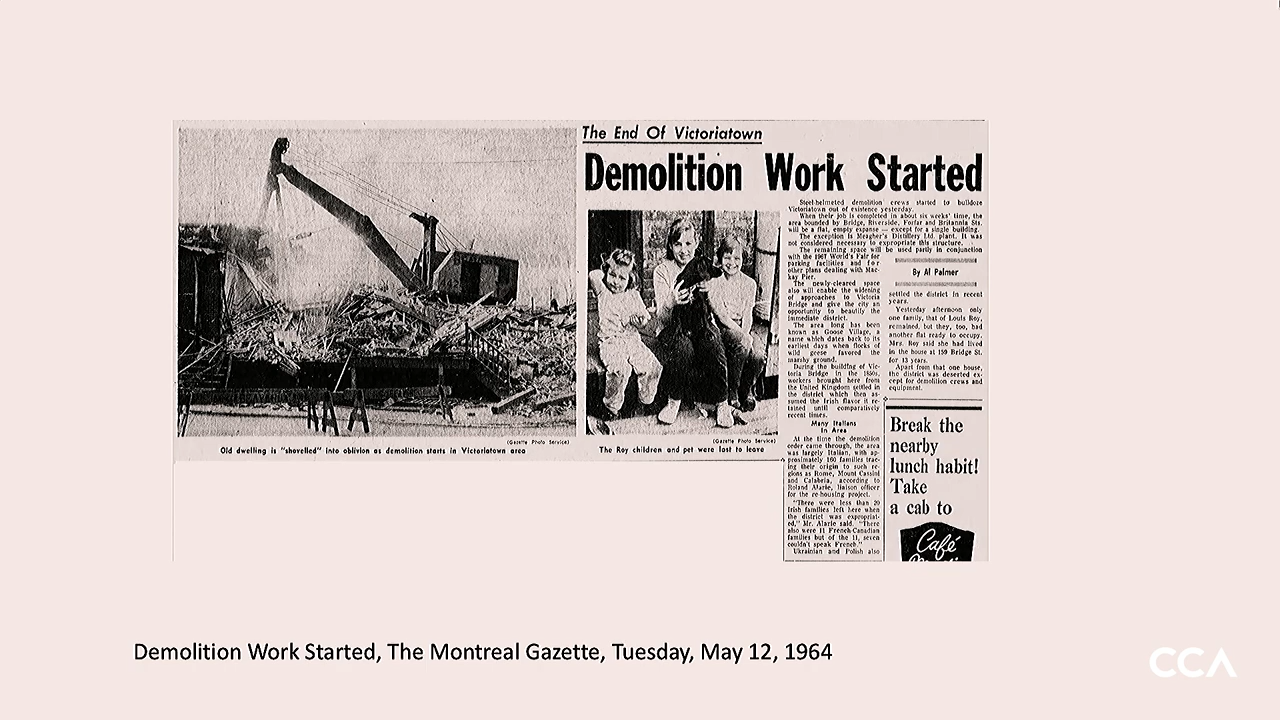 The End Of Victoriatown
Demolition Work Started
Steel-helmeted demolition crews started to bulldoze
Victoriatown out of existence yesterday.
When their job is completed in about six weeks' time, the
area bounded by Bridge, Riverside, Forfar and Britannia Sts.
will be a flat, empty expanse — except for a single building.
The exception is Meagher's Distillery Ltd. plant. It was
not considered necessary to expropriate this structure.
The remaining space will be used partly in conjunction
with the 1967 World's Fair for
parking facilities and for
other plans dealing with Mac-
kay Pier.
The newly-cleared space
also will enable the widening
of approaches to Victoria
Bridge and give the city an
opportunity to beautify the
immediate district.
The area long has been
known as Goose Village, a
name which dates back to its
earliest days when flocks of
wild geese favored the
marshy ground.
During the building of Vic-
toria Bridge in the 1850s,
workers brought here from
the United Kingdom settled in
the district which then as-
sumed the Irish flavor it re-
tained until comparatively
recent times.
Many Italians
In Area
At the time the demolition
order came through, the area
was largely Italian, with ap-
proximately 160 families trac-
ing their origin to such re-
gions as Rome, Mount Cassini
and Calabria, according to
Roland Alarie, liaison officer
for the re-housing project.
"There were less than 20
Irish families left here when
the district was expropriat-
ed," Mr. Alarie said. "There
also were 11 French-Canadian
families but of the 11, seven
couldn't speak French."
Ukrainian and Polish also
By Al Palmer
settled the district in recent
years.
Yesterday afternoon only
one family, that of Louis Roy,
remained, but they, too, had
another flat ready to occupy.
Mrs. Roy said she had lived
in the house at 159 Bridge St.
for 13 years.
Apart from that one house,
the district was deserted ex-
cept for demolition crews and
equipment.
Break the
nearby
lunch habit!
Take
a cab to
Café
(Gazette Photo Service)
Old dwelling is "shovelled" into oblivion as demolition starts in Victoriatown area
(Gazette Photo Service)
The Roy children and pet were last to leave
Demolition Work Started, The Montreal Gazette, Tuesday, May 12, 1964
CCA